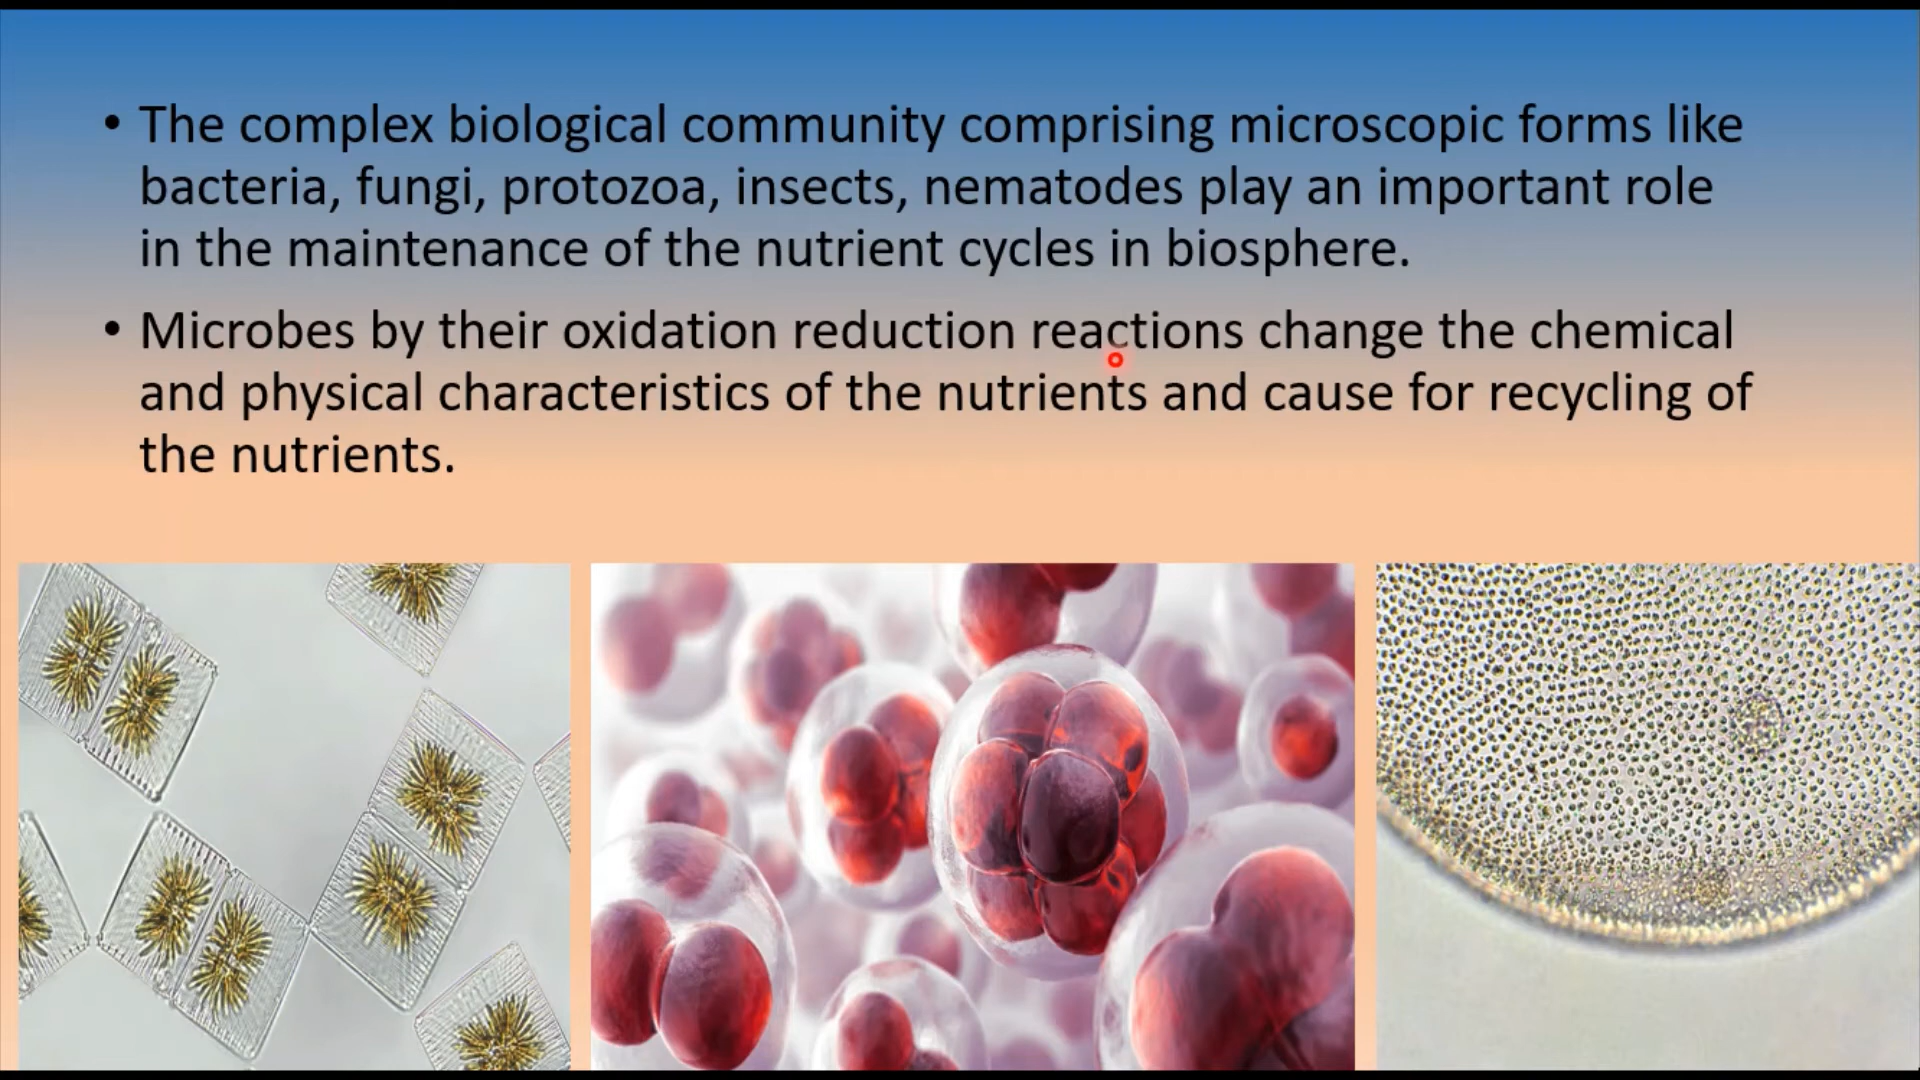 • The complex biological community comprising microscopic forms like
bacteria, fungi, protozoa, insects, nematodes play an important role
in the maintenance of the nutrient cycles in biosphere.
• Microbes by their oxidation reduction reactions change the chemical
and physical characteristics of the nutrients and cause for recycling of
the nutrients.